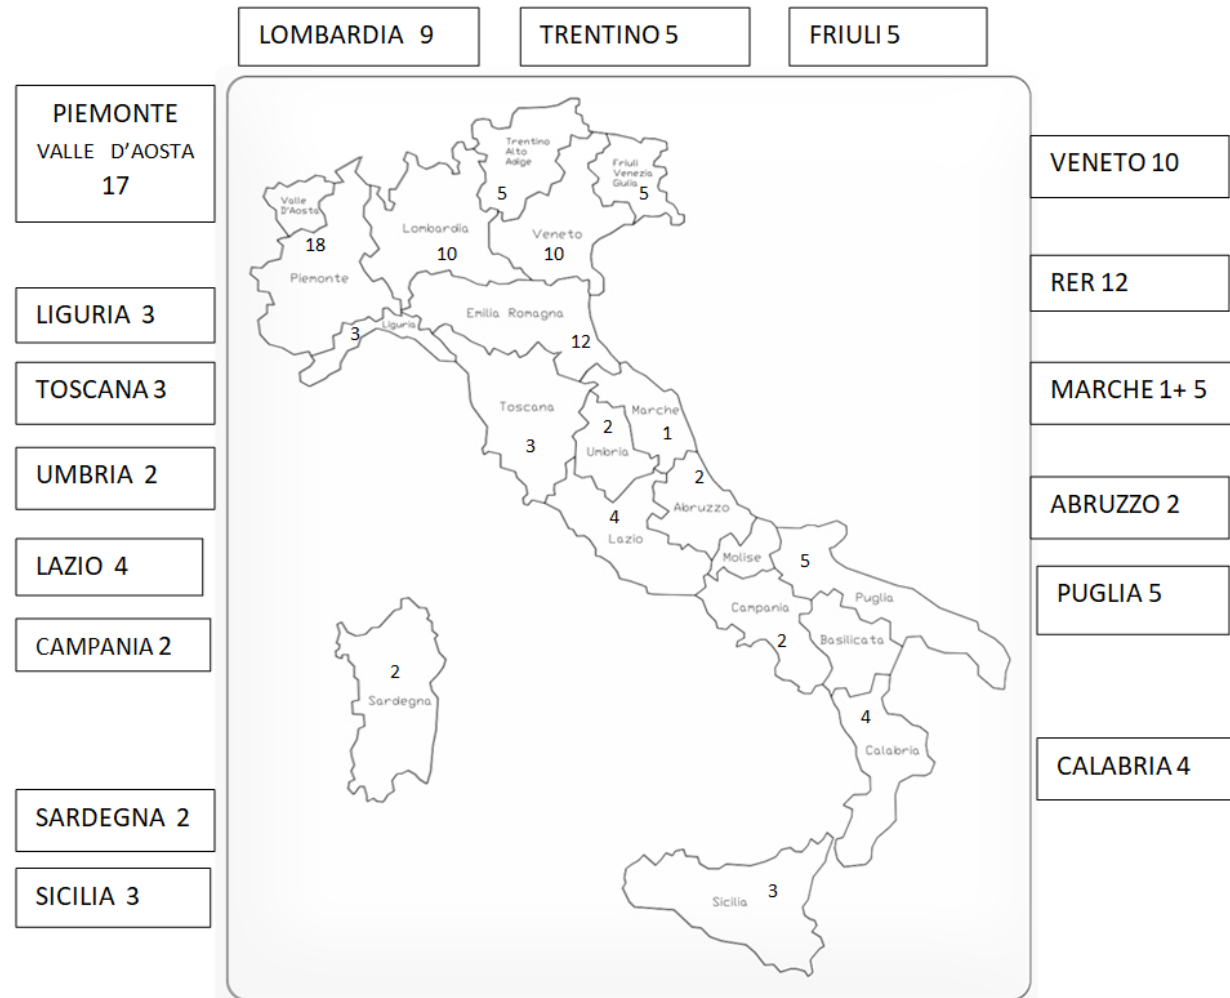 LOMBARDIA 9
TRENTINO 5
FRIULI 5
PIEMONTE
VALLE D'AOSTA
17
LIGURIA 3
TOSCANA 3
UMBRIA 2
LAZIO 4
CAMPANIA 2
SARDEGNA 2
SICILIA 3
VENETO 10
RER 12
MARCHE 1+ 5
ABRUZZO 2
PUGLIA 5
CALABRIA 4
Trentino
Alto
Adige
5
Friuli
Venezia
Giulia
5
Valle
D'Aosta
18
Piemonte
Lombardia
10
Veneto
10
Emilia Romagna
12
Liguria
3
Toscana
3
2
Umbria
Marche
1
2
Abruzzo
4
Lazio
Molise
5
Puglia
Campania
2
Basilicata
2
Sardegna
4
Calabria
3
Sicilia